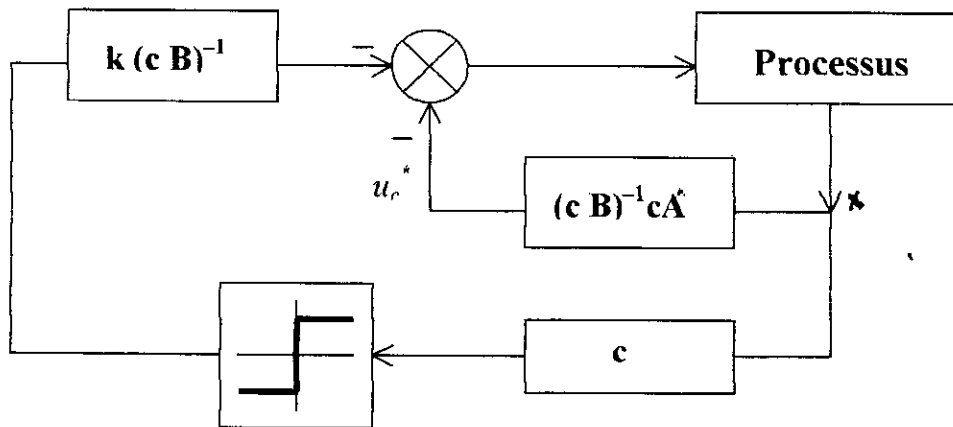 k (c B)⁻¹
−
Processus
−
u_c*
(c B)⁻¹cA*
x
c